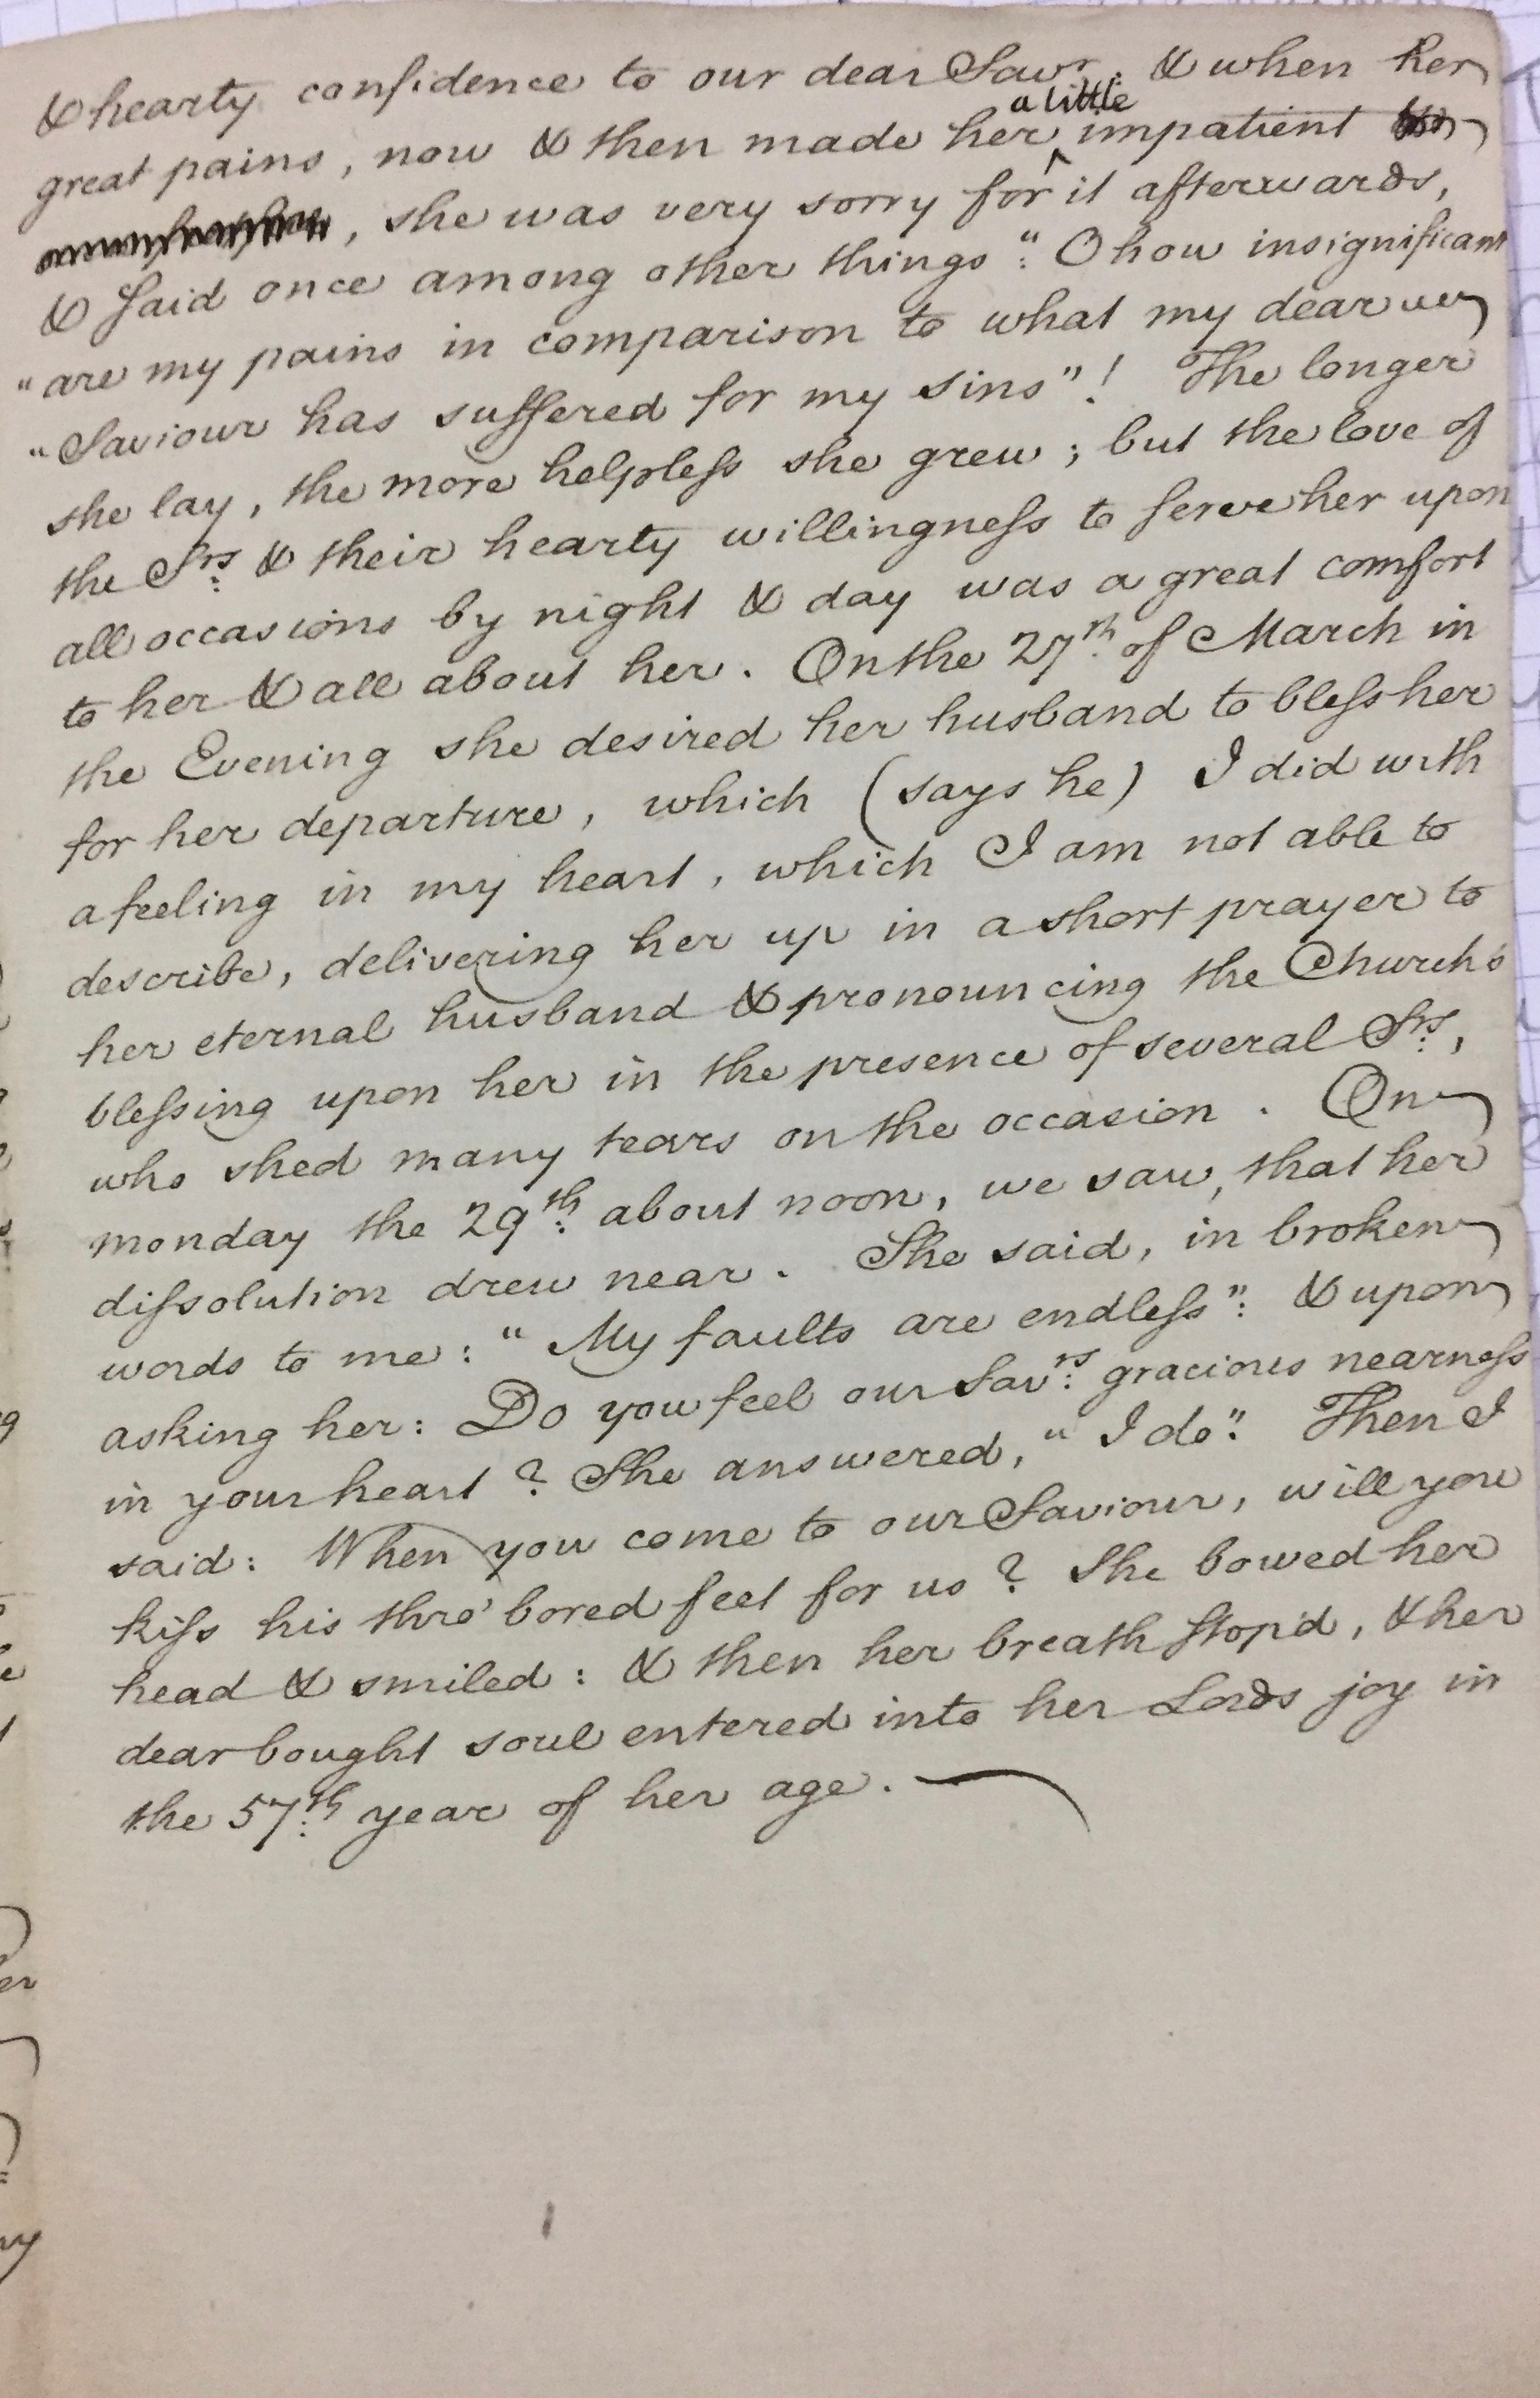 & hearty confidence to our dear Savr: & when her
great pains, now & then made her a little impatient
, she was very sorry for it afterwards,
& said once among other things ": O how insignificant
"are my pains in comparison to what my dear
"Saviour has suffered for my sins"! The longer
she lay, the more helpless she grew; but the love of
the Srs: & their hearty willingness to serve her upon
all occasions by night & day was a great comfort
to her & all about her. On the 27th: of March in
the Evening she desired her husband to bless her
for her departure, which (says he) I did with
a feeling in my heart, which I am not able to
describe, delivering her up in a short prayer to
her eternal husband & pronouncing the Church's
blessing upon her in the presence of several Srs:,
who shed many tears on the occasion. On
monday the 29th: about noon, we saw, that her
dissolution drew near. She said, in broken
words to me: "My faults are endless": & upon
asking her: Do you feel our Savrs: gracious nearness
in your heart? She answered, "I do". Then I
said: When you come to our Saviour, will you
kiss his thro' bored feet for us? She bowed her
head & smiled: & then her breath stop'd, & her
dear bought soul entered into her Lords joy in
the 57th: year of her age.